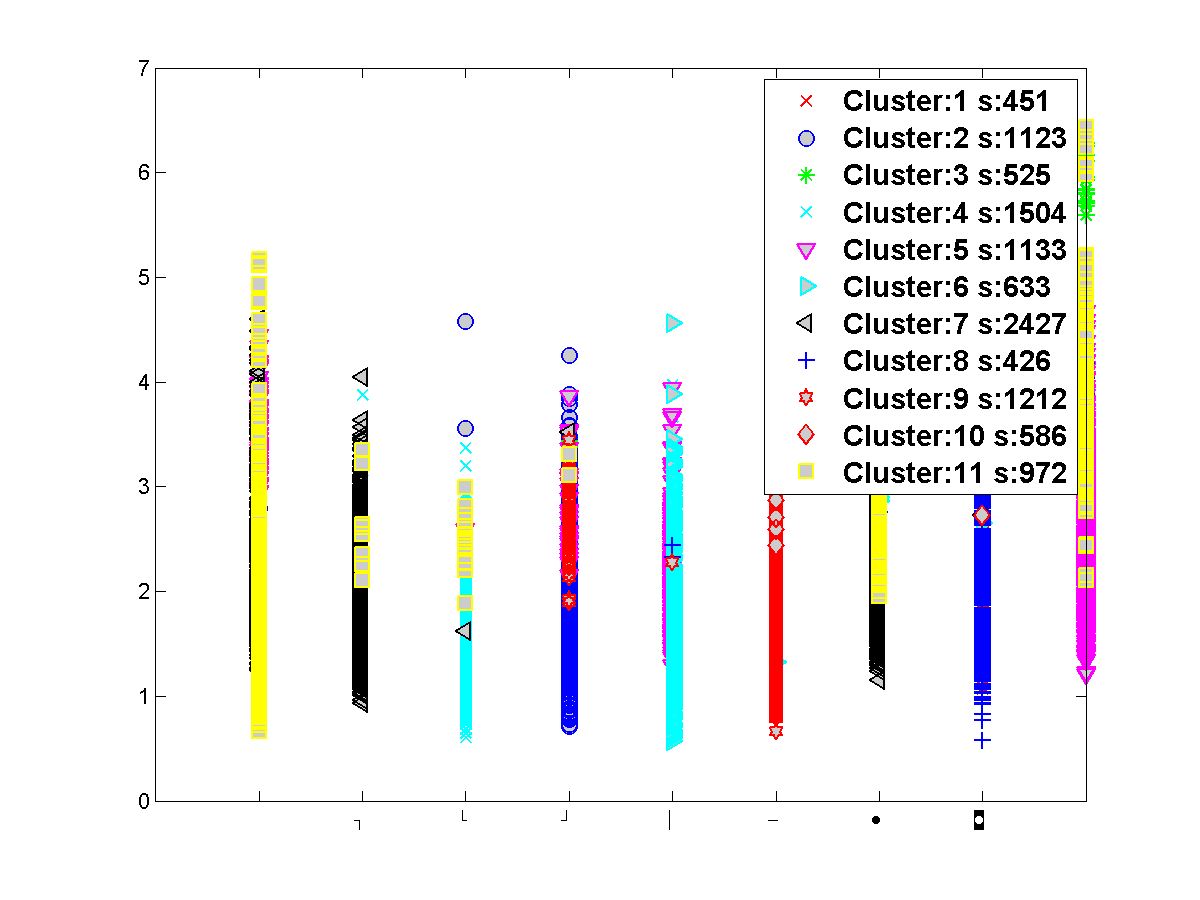 7
6
5
4
3
2
1
0
Cluster:1 s:451
Cluster:2 s:1123
Cluster:3 s:525
Cluster:4 s:1504
Cluster:5 s:1133
Cluster:6 s:633
Cluster:7 s:2427
Cluster:8 s:426
Cluster:9 s:1212
Cluster:10 s:586
Cluster:11 s:972
┐ └ ┘ │ ─ • ◘